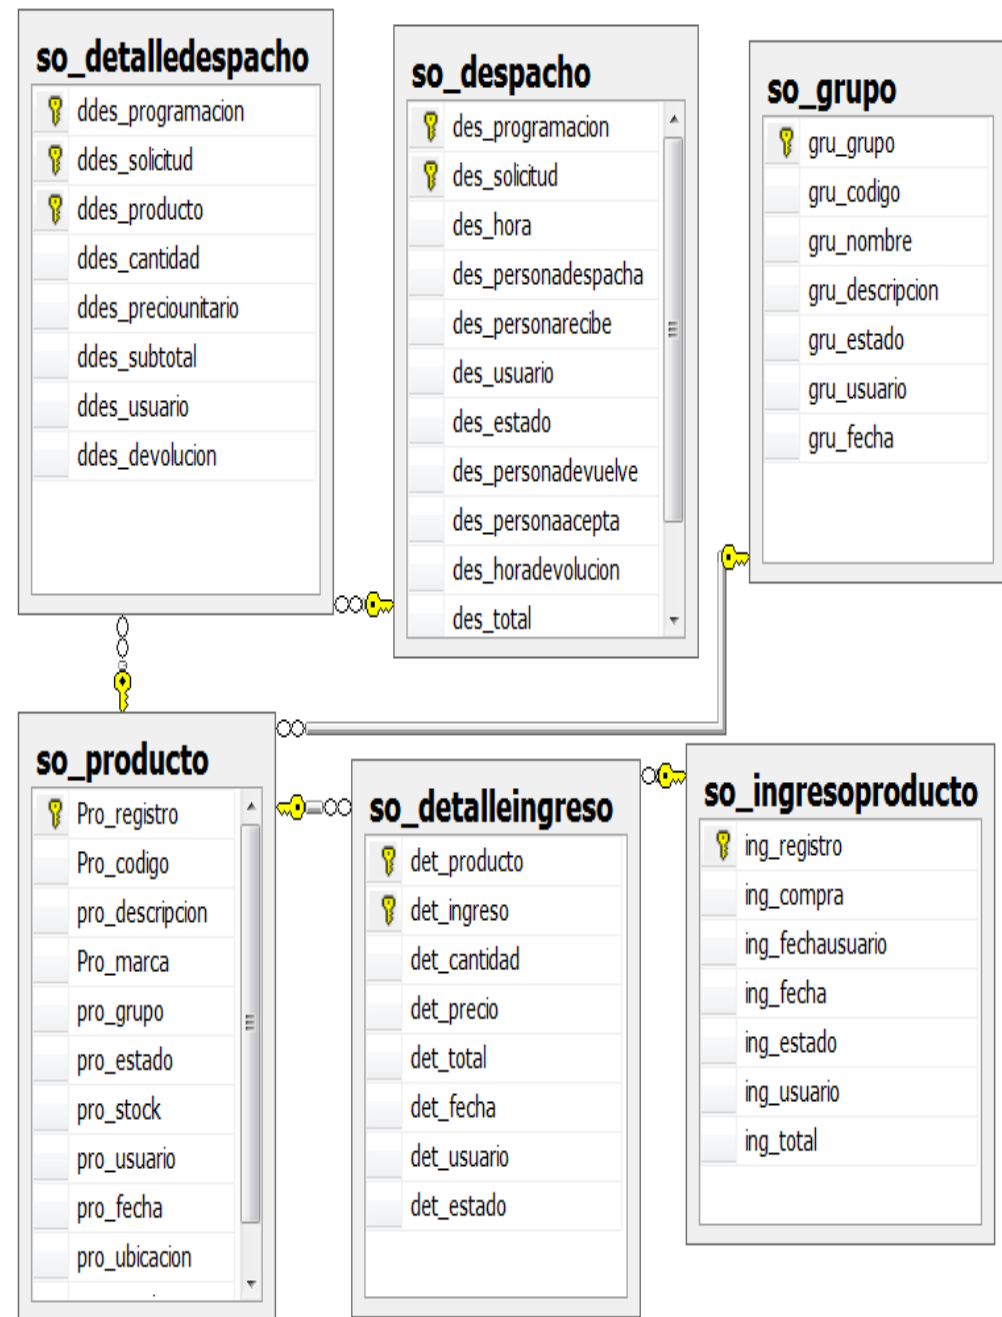 so_detalledespacho
ddes_programacion
ddes_solicitud
ddes_producto
ddes_cantidad
ddes_preciounitario
ddes_subtotal
ddes_usuario
ddes_devolucion
so_despacho
des_programacion
des_solicitud
des_hora
des_personadespacha
des_personarecibe
des_usuario
des_estado
des_personadevuelve
des_personaacepta
des_horadevolucion
des_total
so_grupo
gru_grupo
gru_codigo
gru_nombre
gru_descripcion
gru_estado
gru_usuario
gru_fecha
so_producto
Pro_registro
Pro_codigo
pro_descripcion
Pro_marca
pro_grupo
pro_estado
pro_stock
pro_usuario
pro_fecha
pro_ubicacion
so_detalleingreso
det_producto
det_ingreso
det_cantidad
det_precio
det_total
det_fecha
det_usuario
det_estado
so_ingresoproducto
ing_registro
ing_compra
ing_fechausuario
ing_fecha
ing_estado
ing_usuario
ing_total